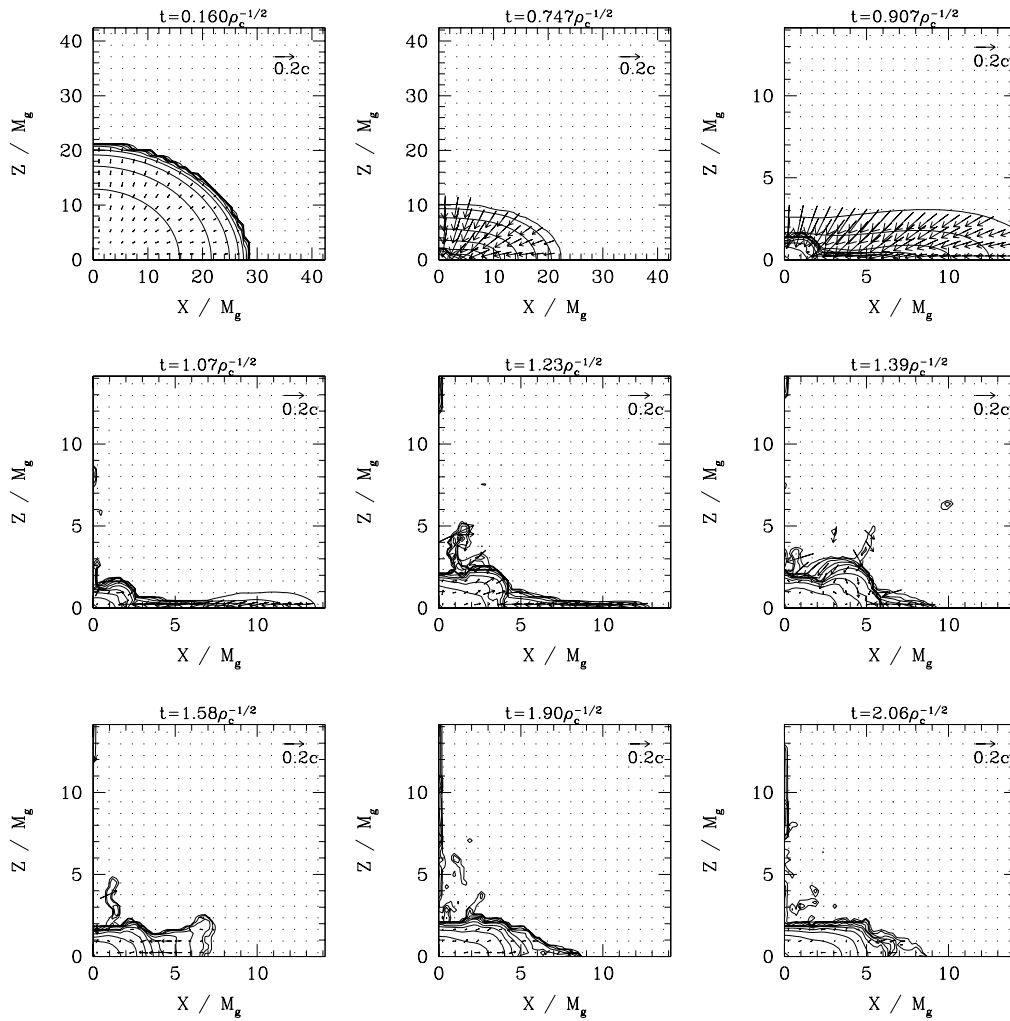 t=0.160ρc^-1/2
t=0.747ρc^-1/2
t=0.907ρc^-1/2
0.2c
0.2c
0.2c
Z / Mg
40
30
20
10
0
0 10 20 30 40
X / Mg
Z / Mg
40
30
20
10
0
0 10 20 30 40
X / Mg
Z / Mg
10
5
0
0 5 10
X / Mg
t=1.07ρc^-1/2
t=1.23ρc^-1/2
t=1.39ρc^-1/2
0.2c
0.2c
0.2c
Z / Mg
10
5
0
0 5 10
X / Mg
Z / Mg
10
5
0
0 5 10
X / Mg
Z / Mg
10
5
0
0 5 10
X / Mg
t=1.58ρc^-1/2
t=1.90ρc^-1/2
t=2.06ρc^-1/2
0.2c
0.2c
0.2c
Z / Mg
10
5
0
0 5 10
X / Mg
Z / Mg
10
5
0
0 5 10
X / Mg
Z / Mg
10
5
0
0 5 10
X / Mg